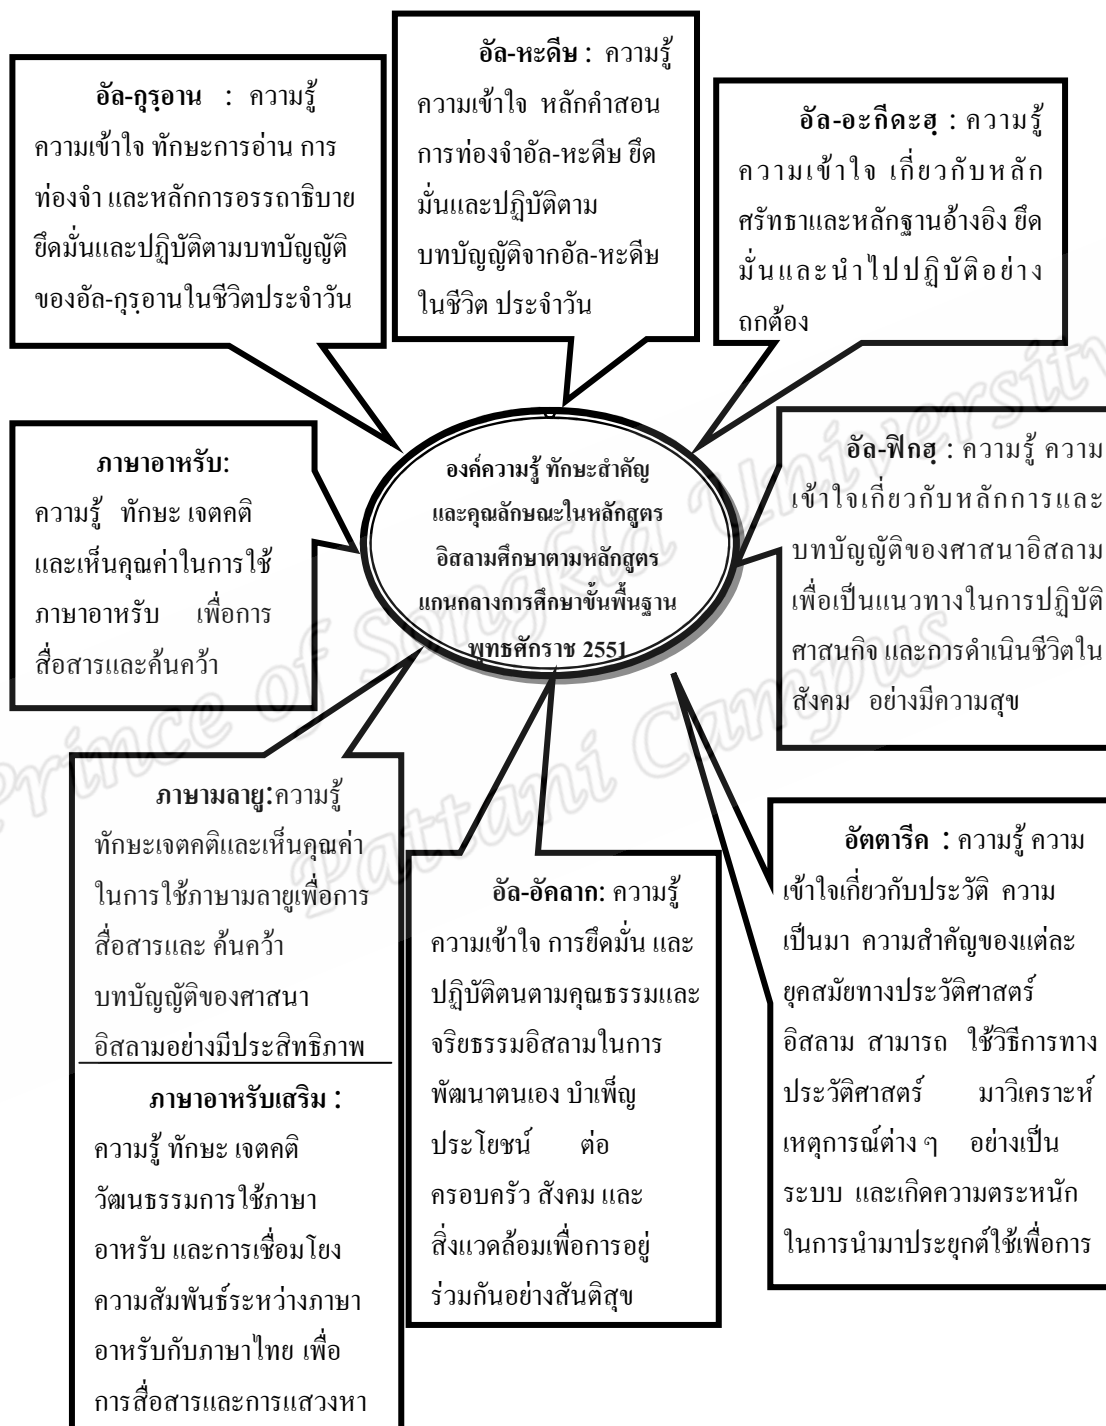 อัล-กุรฺอาน : ความรู้
ความเข้าใจ ทักษะการอ่าน การ
ท่องจำ และหลักการอรรถาธิบาย
ยึดมั่นและปฏิบัติตามบทบัญญัติ
ของอัล-กุรฺอานในชีวิตประจำวัน
อัล-หะดีษ : ความรู้
ความเข้าใจ หลักคำสอน
การท่องจำอัล-หะดีษ ยึด
มั่นและปฏิบัติตาม
บทบัญญัติจากอัล-หะดีษ
ในชีวิต ประจำวัน
อัล-อะกีดะฮฺ : ความรู้
ความเข้าใจ เกี่ยวกับหลัก
ศรัทธาและหลักฐานอ้างอิง ยึด
มั่นและนำไปปฏิบัติอย่าง
ถูกต้อง
ภาษาอาหรับ:
ความรู้ ทักษะ เจตคติ
และเห็นคุณค่าในการใช้
ภาษาอาหรับ เพื่อการ
สื่อสารและค้นคว้า
องค์ความรู้ ทักษะสำคัญ
และคุณลักษณะในหลักสูตร
อิสลามศึกษาตามหลักสูตร
แกนกลางการศึกษาขั้นพื้นฐาน
พุทธศักราช 2551
อัล-ฟิกฮฺ : ความรู้ ความ
เข้าใจเกี่ยวกับหลักการและ
บทบัญญัติของศาสนาอิสลาม
เพื่อเป็นแนวทางในการปฏิบัติ
ศาสนกิจ และการดำเนินชีวิตใน
สังคม อย่างมีความสุข
ภาษามลายู:ความรู้
ทักษะเจตคติและเห็นคุณค่า
ในการใช้ภาษามลายูเพื่อการ
สื่อสารและ ค้นคว้า
บทบัญญัติของศาสนา
อิสลามอย่างมีประสิทธิภาพ
ภาษาอาหรับเสริม :
ความรู้ ทักษะ เจตคติ
วัฒนธรรมการใช้ภาษา
อาหรับ และการเชื่อมโยง
ความสัมพันธ์ระหว่างภาษา
อาหรับกับภาษาไทย เพื่อ
การสื่อสารและการแสวงหา
อัล-อัคลาก: ความรู้
ความเข้าใจ การยึดมั่น และ
ปฏิบัติตนตามคุณธรรมและ
จริยธรรมอิสลามในการ
พัฒนาตนเอง บำเพ็ญ
ประโยชน์ ต่อ
ครอบครัว สังคม และ
สิ่งแวดล้อมเพื่อการอยู่
ร่วมกันอย่างสันติสุข
อัตตารีค : ความรู้ ความ
เข้าใจเกี่ยวกับประวัติ ความ
เป็นมา ความสำคัญของแต่ละ
ยุคสมัยทางประวัติศาสตร์
อิสลาม สามารถ ใช้วิธีการทาง
ประวัติศาสตร์ มาวิเคราะห์
เหตุการณ์ต่าง ๆ อย่างเป็น
ระบบ และเกิดความตระหนัก
ในการนำมาประยุกต์ใช้เพื่อการ
Prince of Songkla University
Pattani Campus